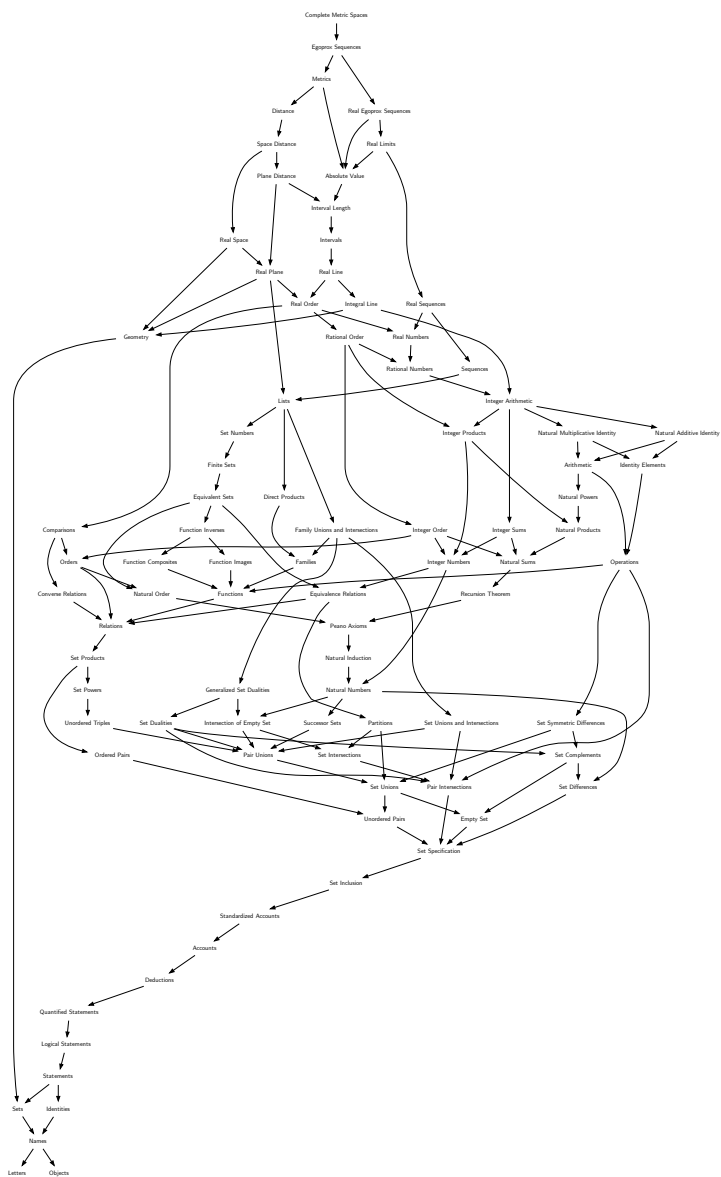 Complete Metric Spaces
Egoprox Sequences
Metrics
Distance
Real Egoprox Sequences
Space Distance
Real Limits
Plane Distance
Absolute Value
Interval Length
Real Space
Intervals
Real Plane
Real Line
Real Order
Integral Line
Real Sequences
Geometry
Rational Order
Real Numbers
Rational Numbers
Sequences
Lists
Integer Arithmetic
Set Numbers
Integer Products
Natural Multiplicative Identity
Natural Additive Identity
Finite Sets
Arithmetic
Identity Elements
Equivalent Sets
Direct Products
Natural Powers
Comparisons
Function Inverses
Family Unions and Intersections
Integer Order
Integer Sums
Natural Products
Orders
Function Composites
Function Images
Families
Integer Numbers
Natural Sums
Operations
Converse Relations
Natural Order
Functions
Equivalence Relations
Recursion Theorem
Relations
Peano Axioms
Set Products
Natural Induction
Set Powers
Generalized Set Dualities
Natural Numbers
Unordered Triples
Set Dualities
Intersection of Empty Set
Successor Sets
Partitions
Set Unions and Intersections
Set Symmetric Differences
Ordered Pairs
Pair Unions
Set Intersections
Set Complements
Set Unions
Pair Intersections
Set Differences
Unordered Pairs
Empty Set
Set Specification
Set Inclusion
Standardized Accounts
Accounts
Deductions
Quantified Statements
Logical Statements
Statements
Sets
Identities
Names
Letters
Objects